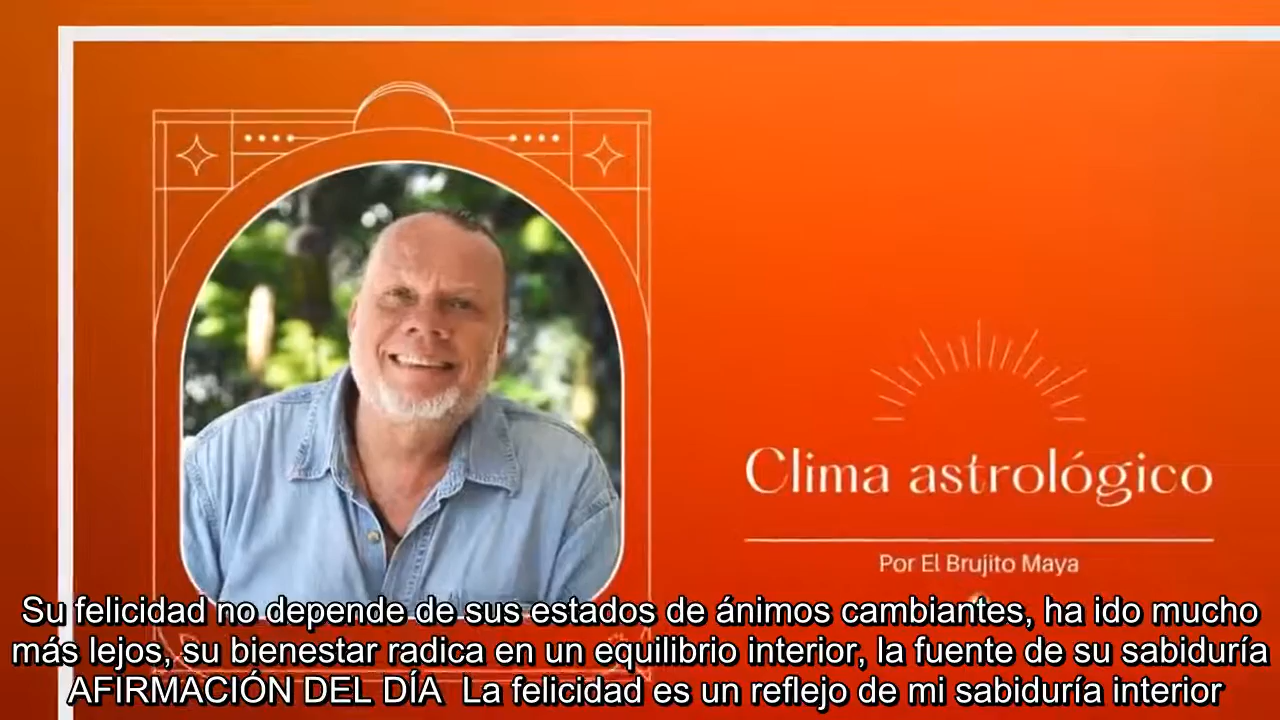 Clima astrológico
Por El Brujito Maya
Su felicidad no depende de sus estados de ánimos cambiantes, ha ido mucho
más lejos, su bienestar radica en un equilibrio interior, la fuente de su sabiduría
AFIRMACIÓN DEL DÍA  La felicidad es un reflejo de mi sabiduría interior